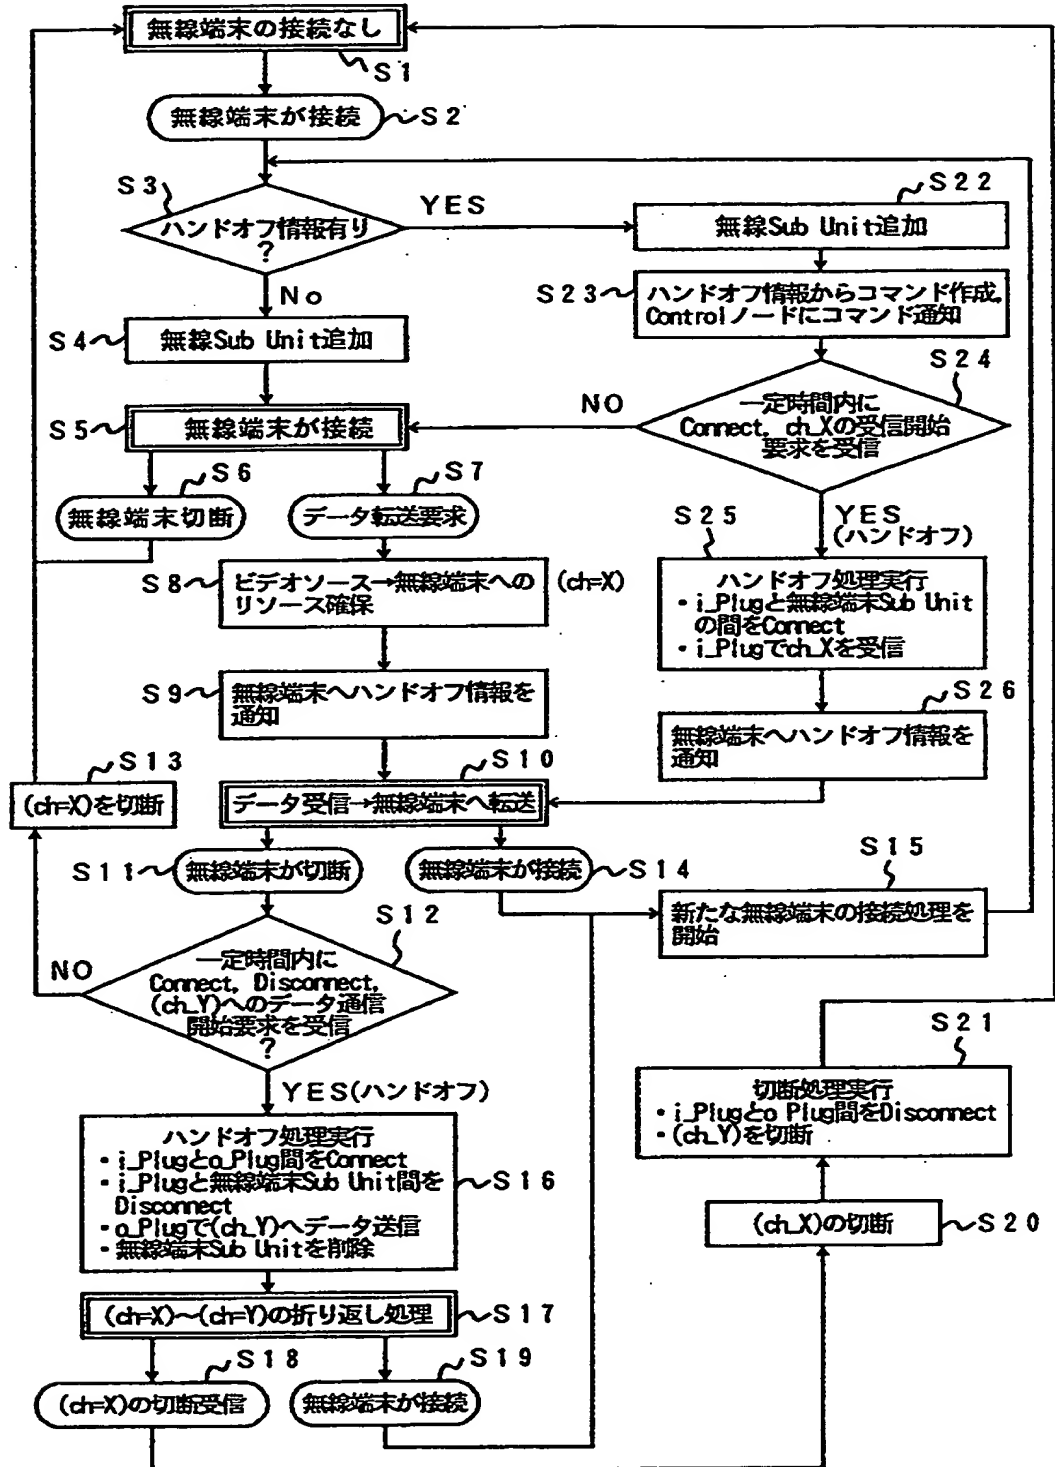 無線端末の接続なし
S1
無線端末が接続
S2
S3
ハンドオフ情報有り
?
YES
No
S22
無線Sub Unit追加
S23
ハンドオフ情報からコマンド作成,
Controlノードにコマンド通知
S4
無線Sub Unit追加
S24
一定時間内に
Connect, ch_Xの受信開始
要求を受信
NO
YES
(ハンドオフ)
S5
無線端末が接続
S6
無線端末切断
S7
データ転送要求
S8
ビデオソース→無線端末への
リソース確保
(ch=X)
S25
ハンドオフ処理実行
・i_Plugと無線端末Sub Unit
の間をConnect
・i_Plugでch_Xを受信
S9
無線端末へハンドオフ情報を
通知
S26
無線端末へハンドオフ情報を
通知
S13
(ch=X)を切断
S10
データ受信→無線端末へ転送
S11
無線端末が切断
無線端末が接続
S14
S15
新たな無線端末の接続処理を
開始
S12
一定時間内に
Connect, Disconnect,
(ch_Y)へのデータ通信
開始要求を受信
?
NO
YES(ハンドオフ)
S21
切断処理実行
・i_Plugとo Plug間をDisconnect
・(ch_Y)を切断
ハンドオフ処理実行
・i_Plugとo_Plug間をConnect
・i_Plugと無線端末Sub Unit間を
Disconnect
・o_Plugで(ch_Y)へデータ送信
・無線端末Sub Unitを削除
S16
(ch_X)の切断
S20
(ch=X)～(ch=Y)の折り返し処理
S17
S18
(ch=X)の切断受信
S19
無線端末が接続